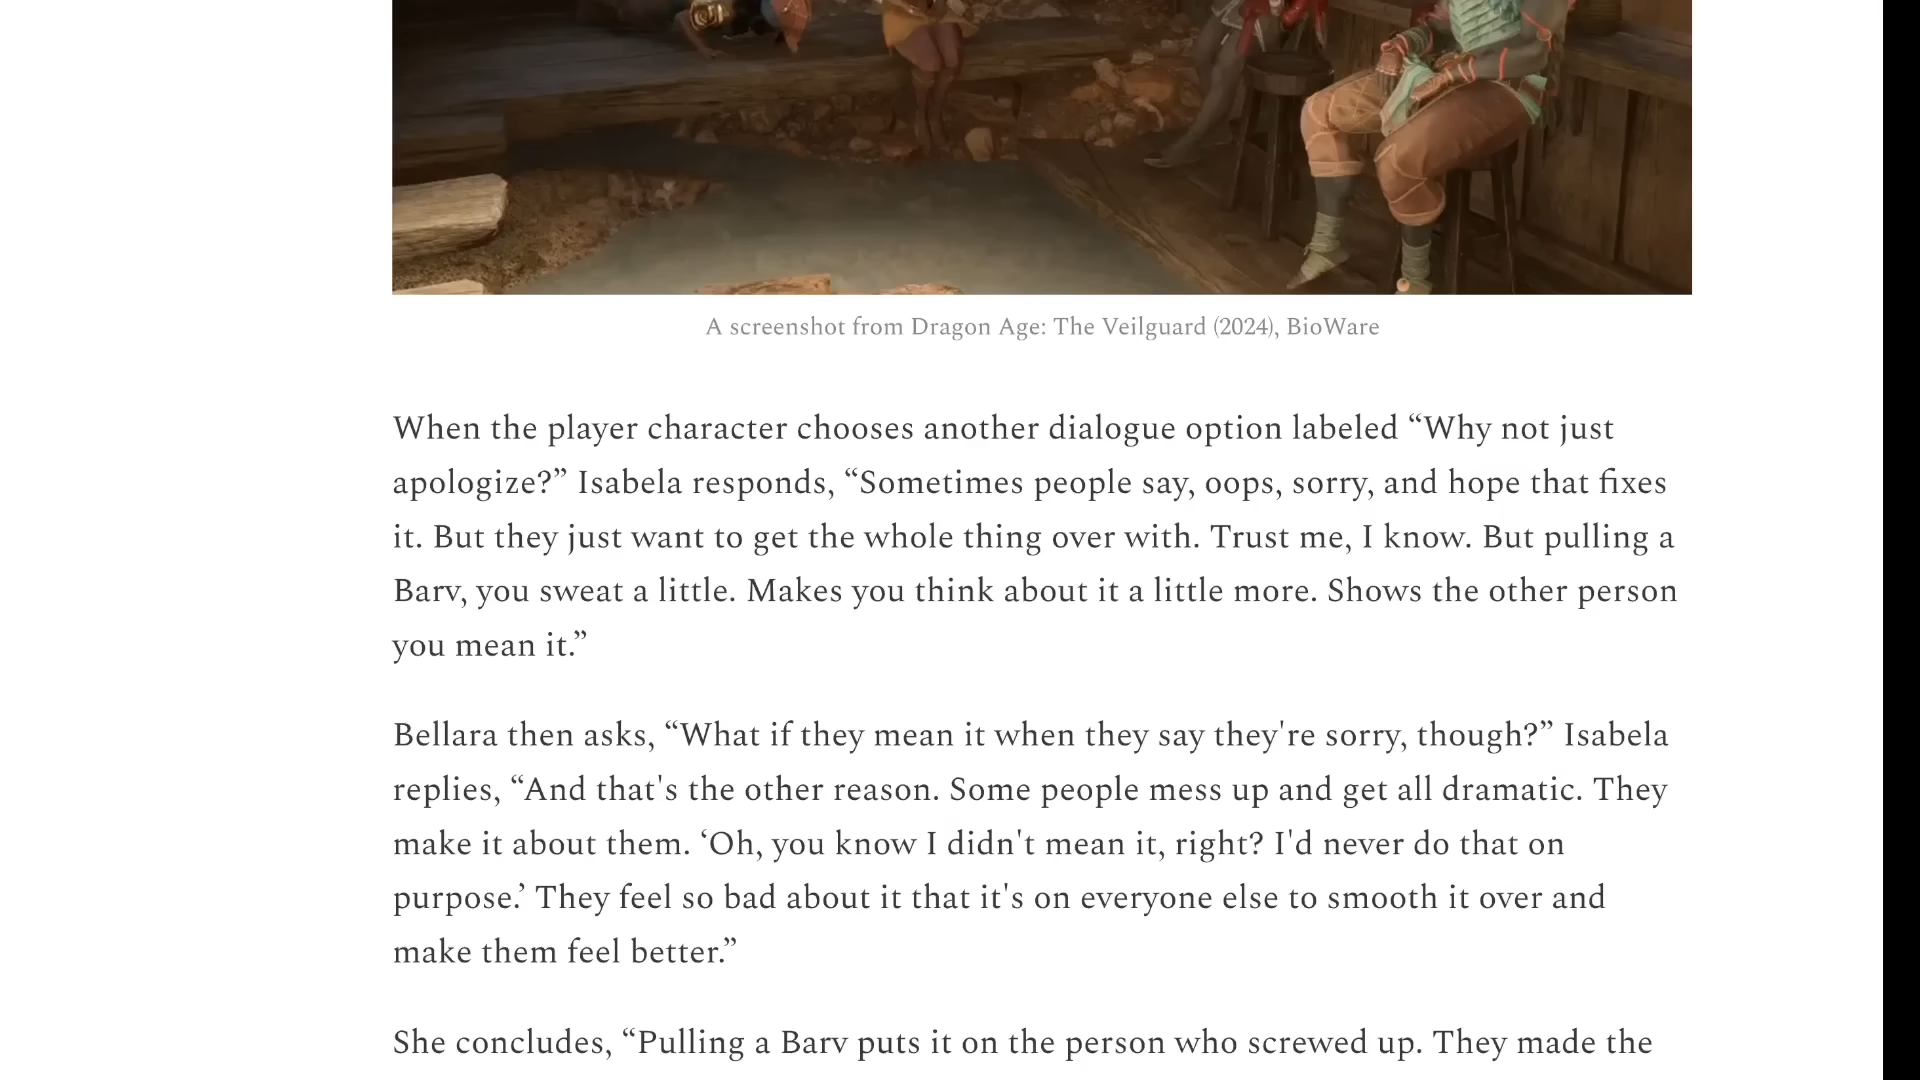 A screenshot from Dragon Age: The Veilguard (2024), BioWare
When the player character chooses another dialogue option labeled “Why not just
apologize?” Isabela responds, “Sometimes people say, oops, sorry, and hope that fixes
it. But they just want to get the whole thing over with. Trust me, I know. But pulling a
Barv, you sweat a little. Makes you think about it a little more. Shows the other person
you mean it.”
Bellara then asks, “What if they mean it when they say they're sorry, though?” Isabela
replies, “And that's the other reason. Some people mess up and get all dramatic. They
make it about them. ‘Oh, you know I didn't mean it, right? I'd never do that on
purpose.’ They feel so bad about it that it's on everyone else to smooth it over and
make them feel better.”
She concludes, “Pulling a Barv puts it on the person who screwed up. They made the